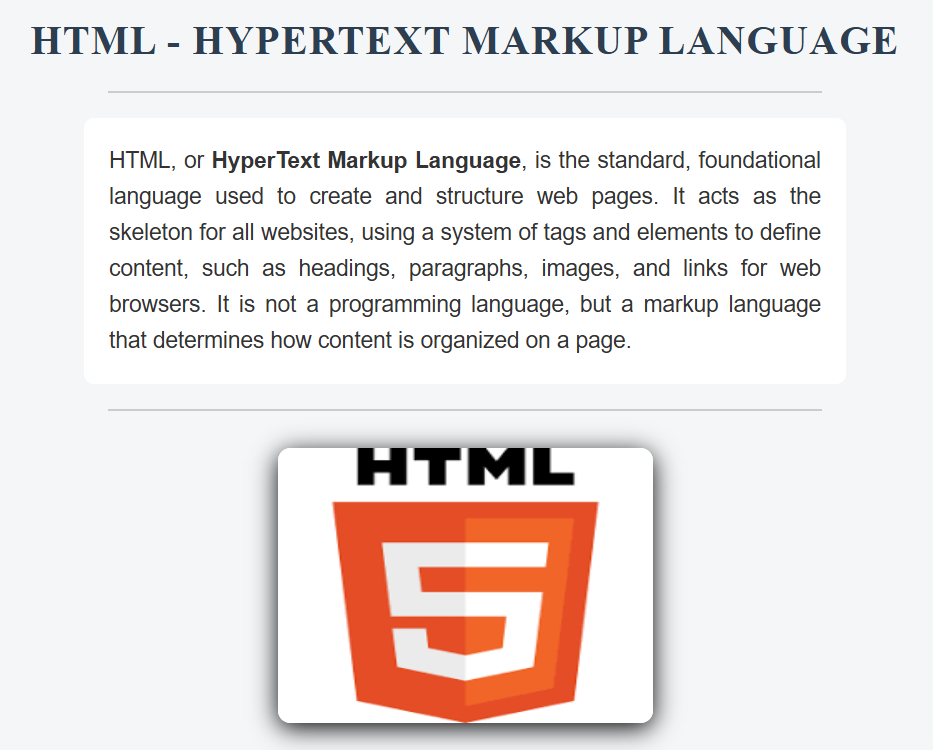 HTML - HYPERTEXT MARKUP LANGUAGE
HTML, or HyperText Markup Language, is the standard, foundational
language used to create and structure web pages. It acts as the
skeleton for all websites, using a system of tags and elements to define
content, such as headings, paragraphs, images, and links for web
browsers. It is not a programming language, but a markup language
that determines how content is organized on a page.
HTML
5